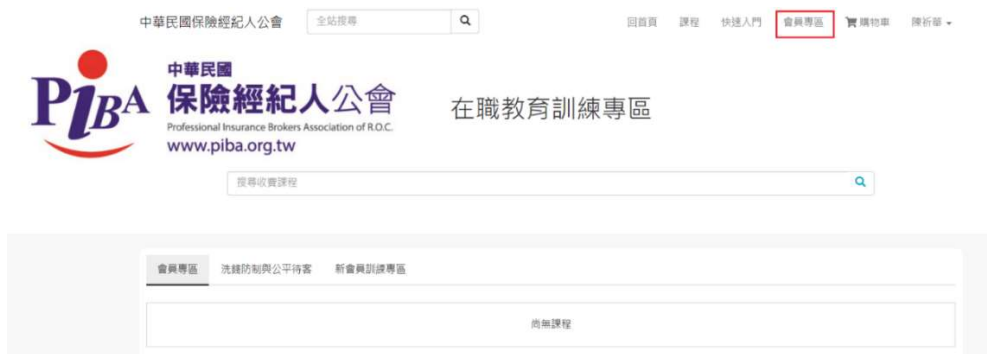 中華民國保險經紀人公會 全站搜尋 回首頁 課程 快速入門 會員專區 購物車 陳祈華
PIBA
中華民國
保險經紀人公會
Professional Insurance Brokers Association of R.O.C.
www.piba.org.tw
在職教育訓練專區
搜尋收費課程
會員專區 洗錢防制與公平待客 新會員訓練專區
尚無課程